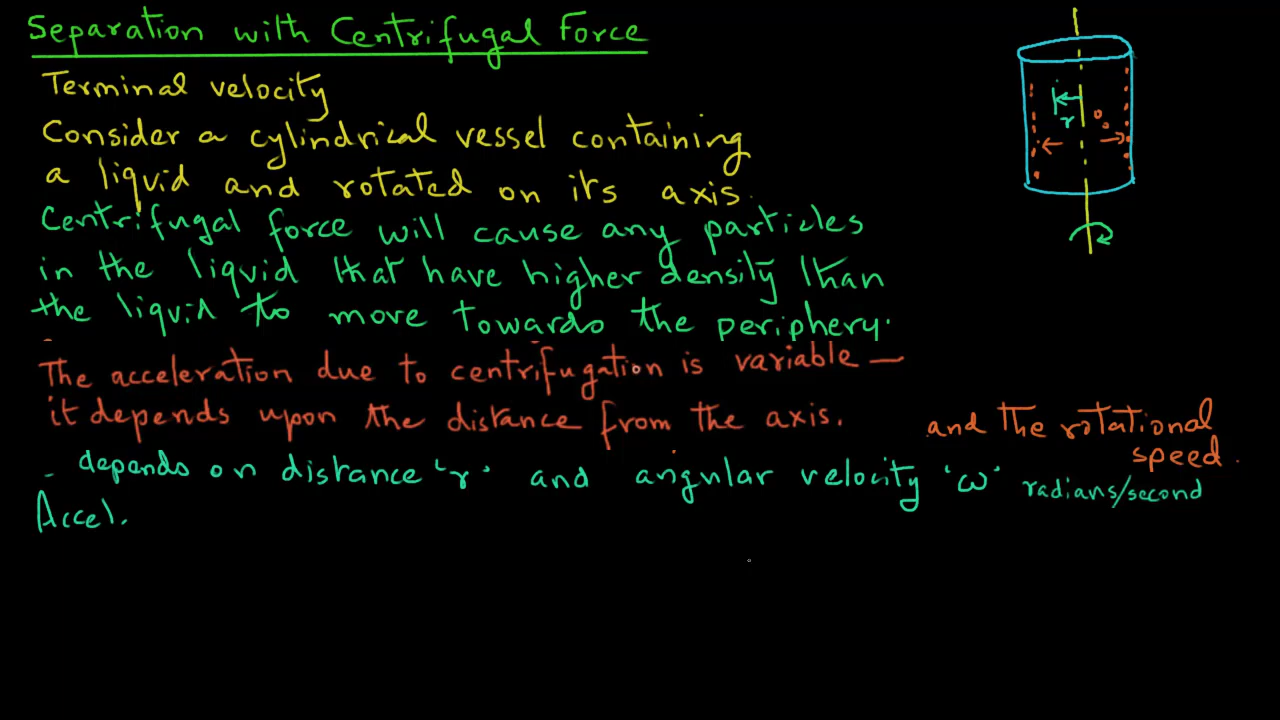 Separation with Centrifugal Force
Terminal velocity
Consider a cylindrical vessel containing
a liquid and rotated on its axis.
Centrifugal force will cause any particles
in the liquid that have higher density than
the liquid to move towards the periphery.
The acceleration due to centrifugation is variable —
it depends upon the distance from the axis. and the rotational
speed.
- depends on distance 'r' and angular velocity 'ω' radians/second
Accel.
r